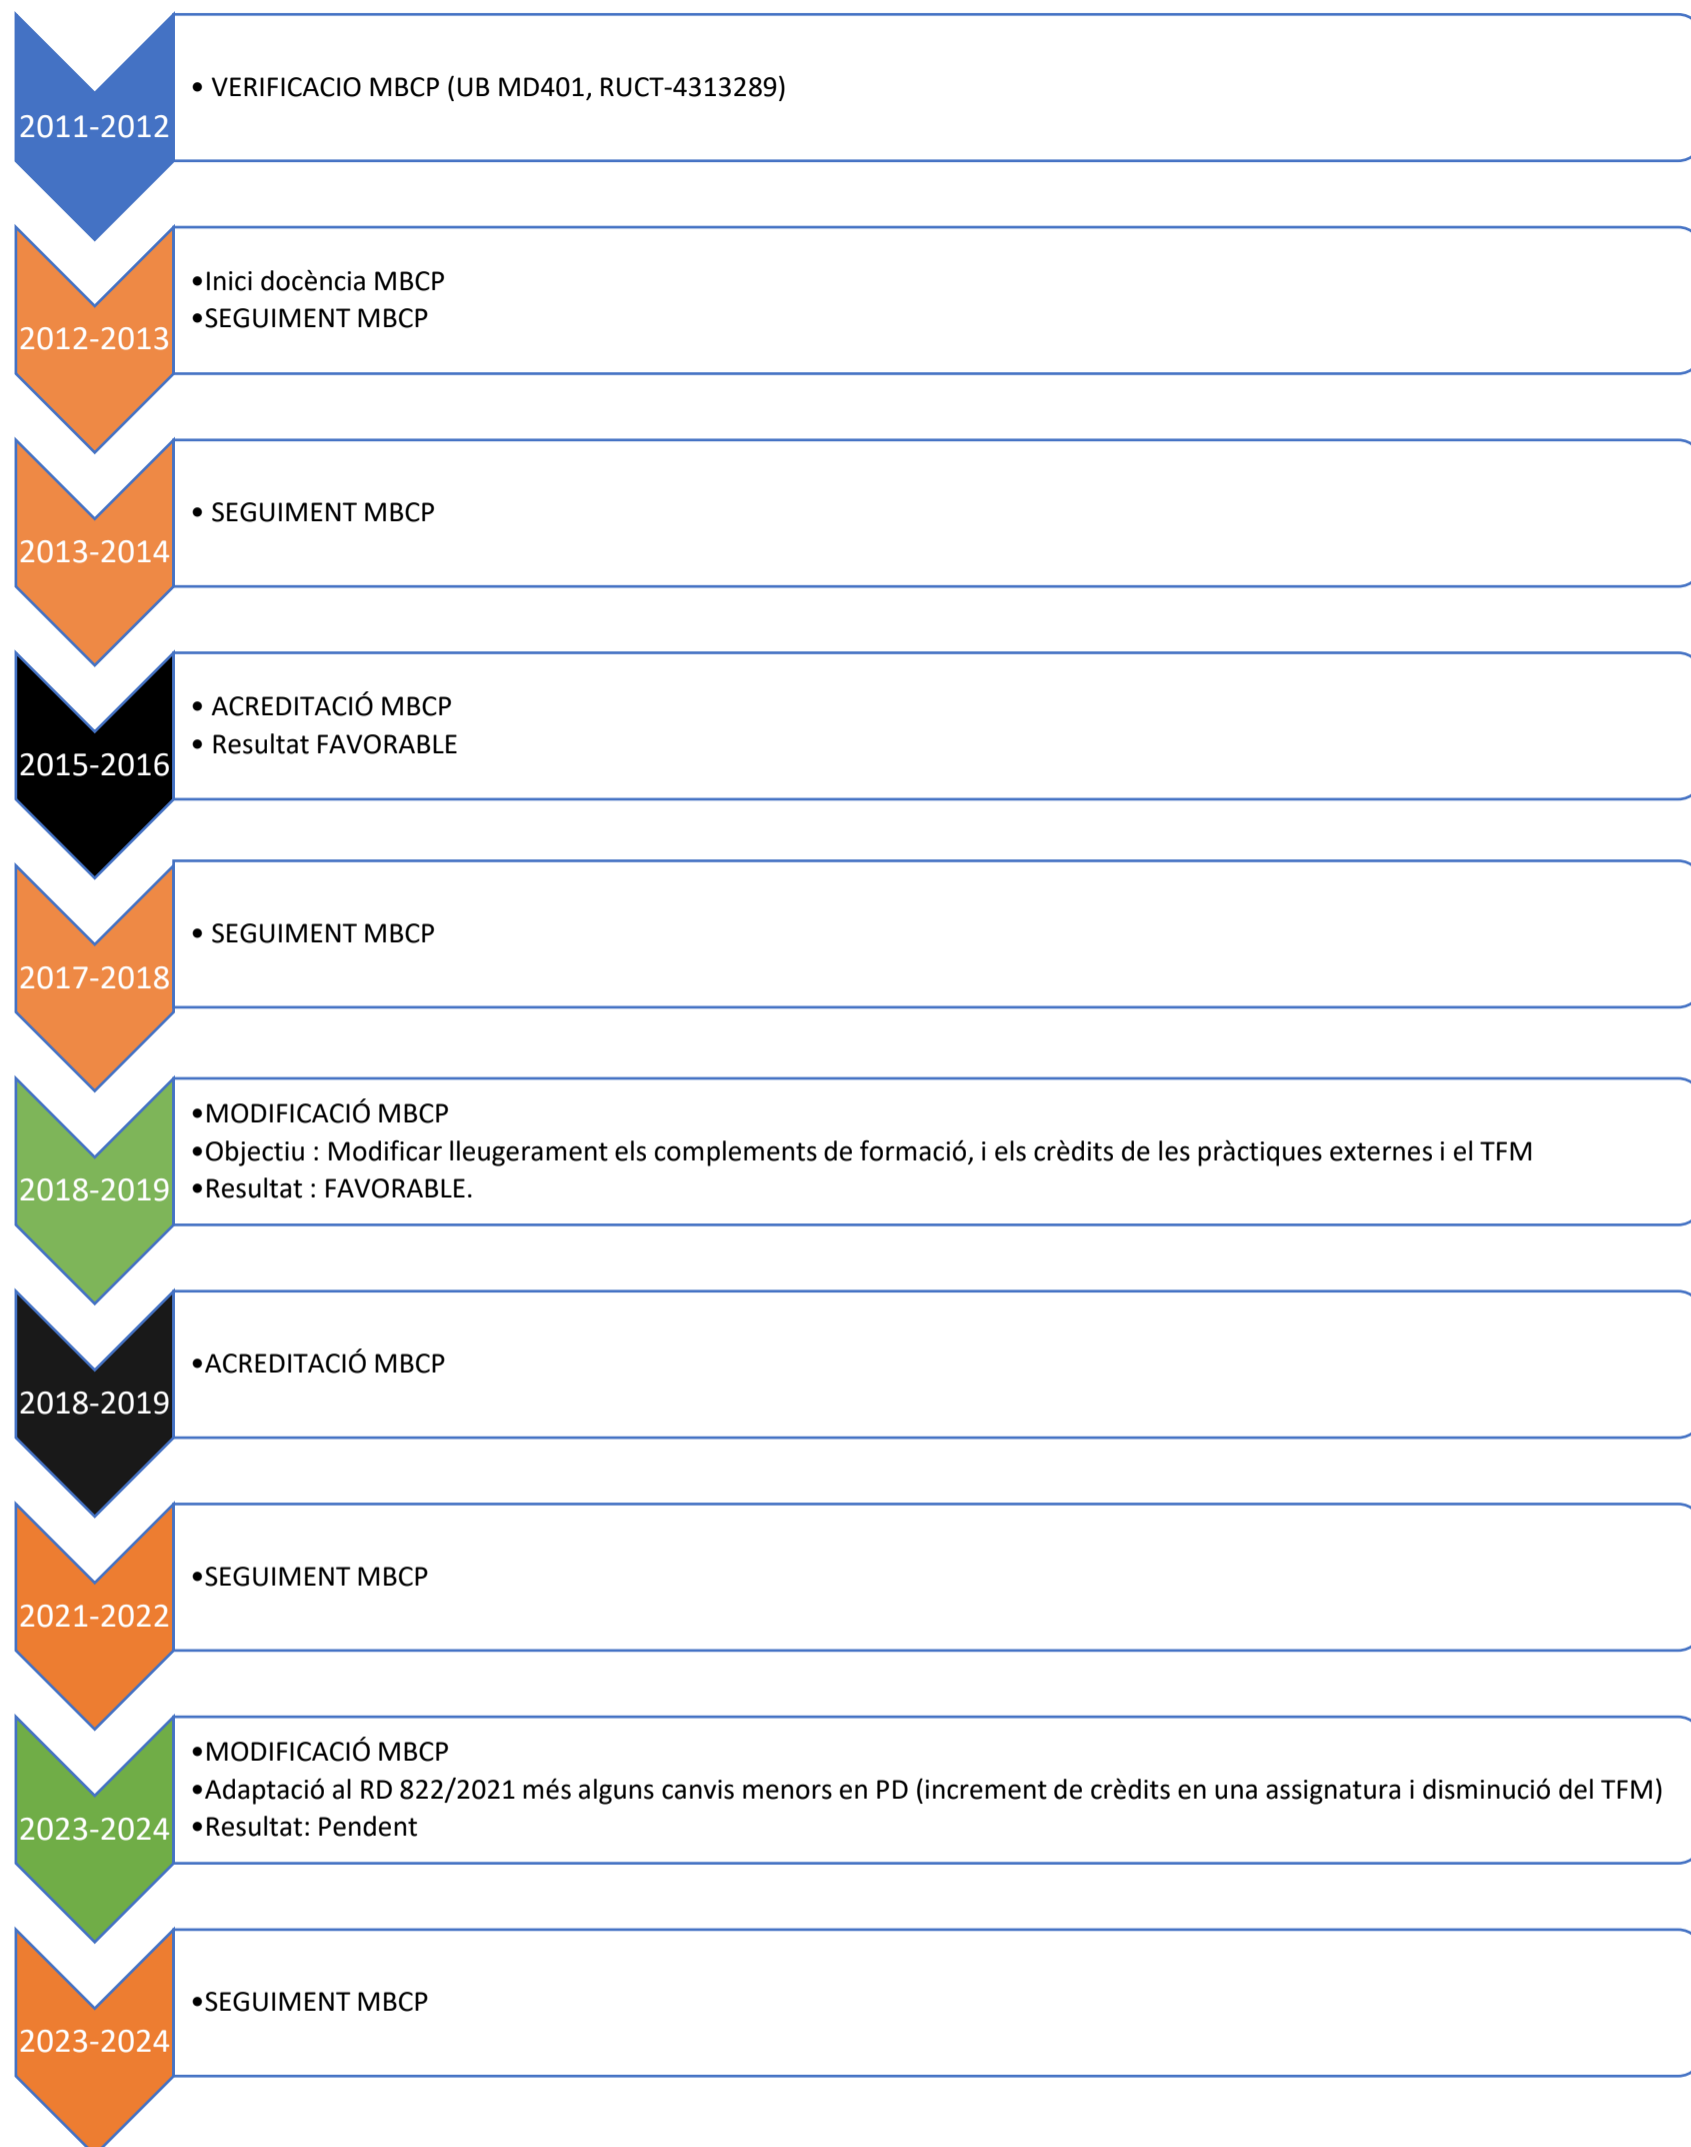 2011-2012
• VERIFICACIO MBCP (UB MD401, RUCT-4313289)
2012-2013
•Inici docència MBCP
•SEGUIMENT MBCP
2013-2014
• SEGUIMENT MBCP
2015-2016
• ACREDITACIÓ MBCP
• Resultat FAVORABLE
2017-2018
• SEGUIMENT MBCP
2018-2019
•MODIFICACIÓ MBCP
•Objectiu : Modificar lleugerament els complements de formació, i els crèdits de les pràctiques externes i el TFM
•Resultat : FAVORABLE.
2018-2019
•ACREDITACIÓ MBCP
2021-2022
•SEGUIMENT MBCP
2023-2024
•MODIFICACIÓ MBCP
•Adaptació al RD 822/2021 més alguns canvis menors en PD (increment de crèdits en una assignatura i disminució del TFM)
•Resultat: Pendent
2023-2024
•SEGUIMENT MBCP